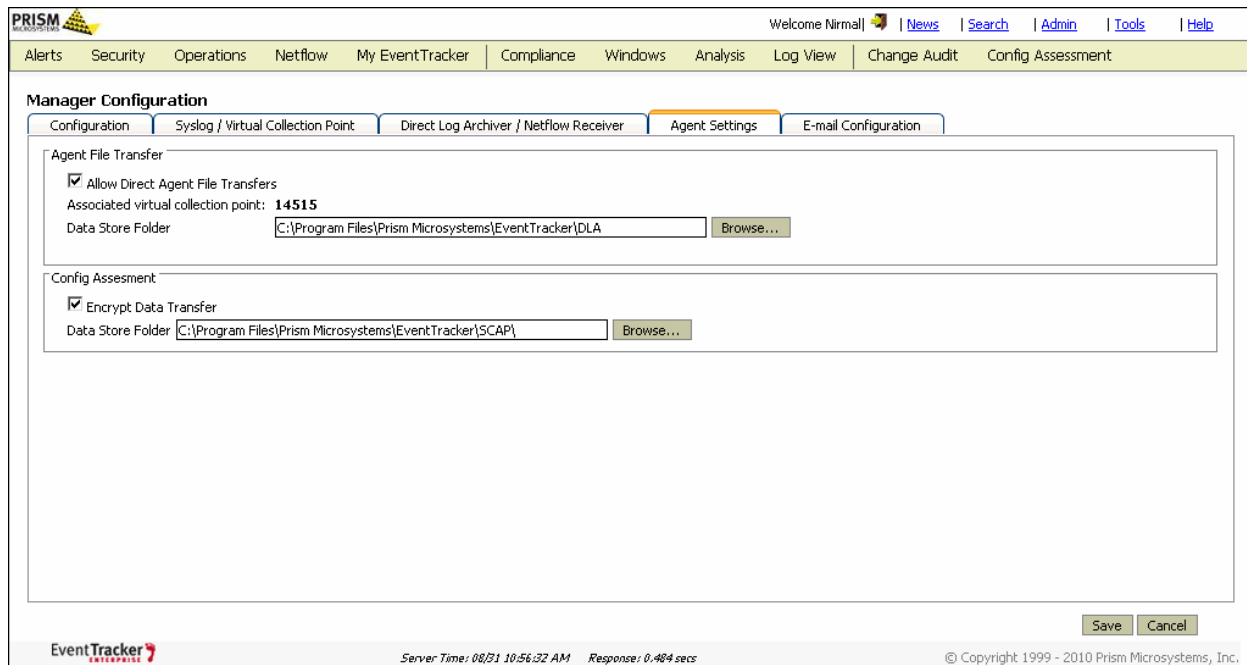 PRISM
MICROSYSTEMS
Welcome Nirmal| | News | Search | Admin | Tools | Help
Alerts Security Operations Netflow My EventTracker Compliance Windows Analysis Log View Change Audit Config Assessment
Manager Configuration
Configuration Syslog / Virtual Collection Point Direct Log Archiver / Netflow Receiver Agent Settings E-mail Configuration
Agent File Transfer
Allow Direct Agent File Transfers
Associated virtual collection point: 14515
Data Store Folder C:\Program Files\Prism Microsystems\EventTracker\DLA Browse...
Config Assesment
Encrypt Data Transfer
Data Store Folder C:\Program Files\Prism Microsystems\EventTracker\SCAP\ Browse...
Save Cancel
EventTracker 7
ENTERPRISE
Server Time: 08/31 10:56:32 AM Response: 0.484 secs
© Copyright 1999 - 2010 Prism Microsystems, Inc.